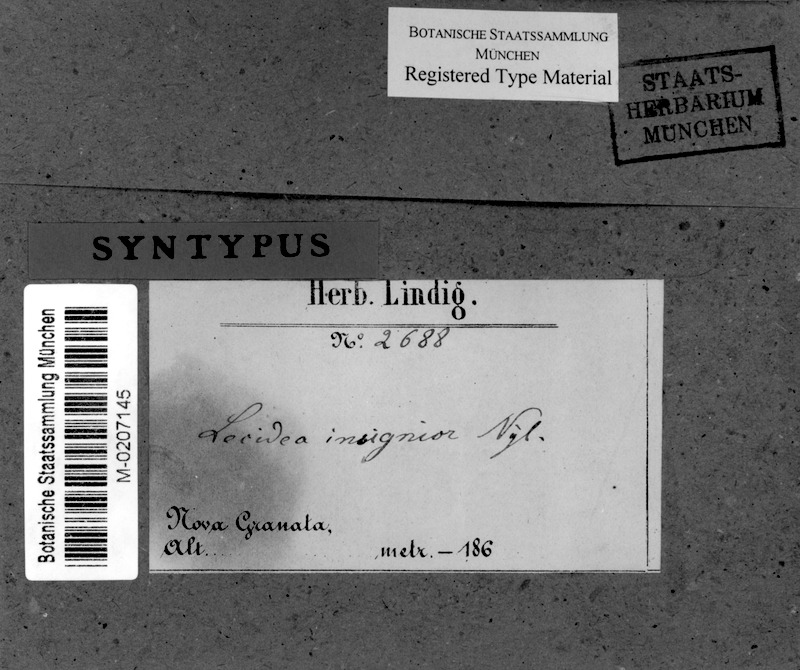 BOTANISCHE STAATSSAMMLUNG
MÜNCHEN
Registered Type Material
STAATS-
HERBARIUM
MÜNCHEN
SYNTYPUS
Botanische Staatssammlung München
M-0207145
Herb. Lindig.
No. 2688
Lecidea insignior Nyl.
Nova Granata,
Alt. metr. — 186